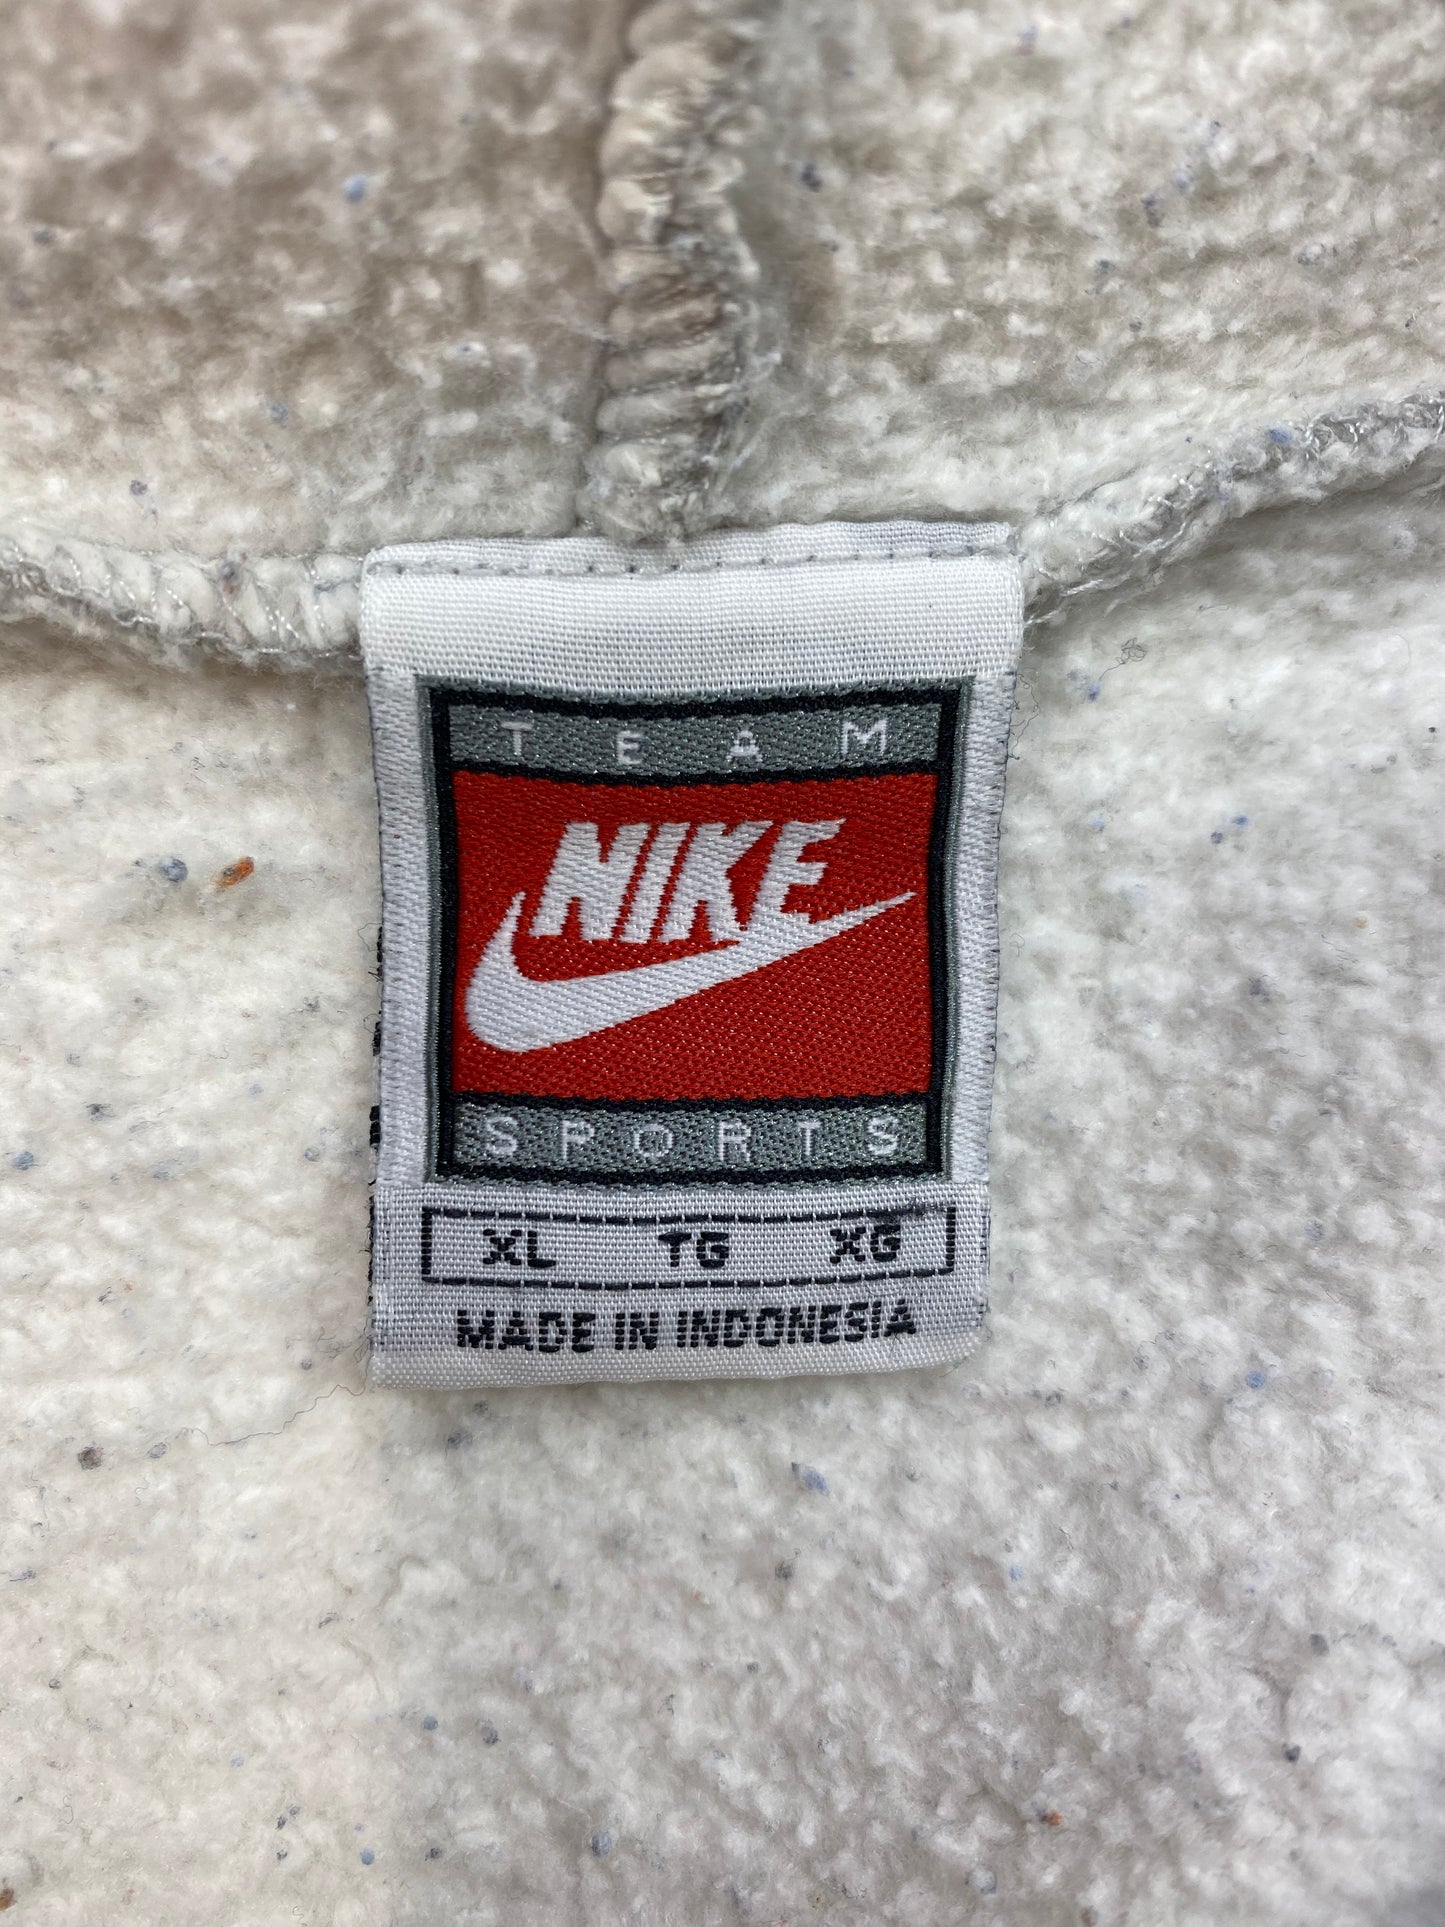 TEAM
NIKE
SPORTS
XL TG XG
MADE IN INDONESIA